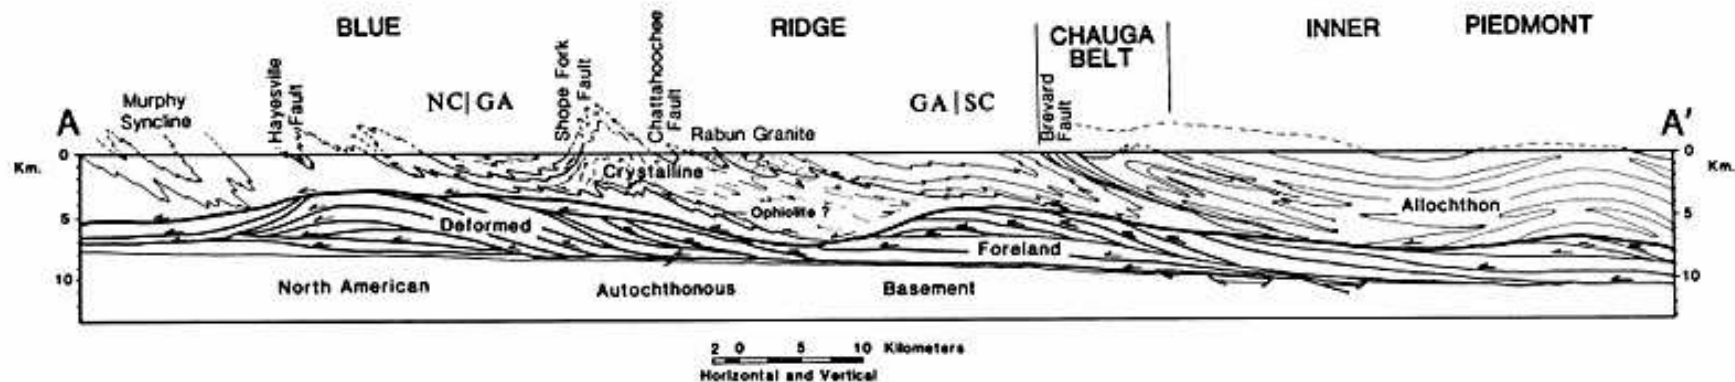 BLUE
RIDGE
CHAUGA
BELT
INNER
PIEDMONT
A
Murphy
Syncline
Hayesville
Fault
NC|GA
Shope Fork
Fault
Chattahoochee
Fault
Rabun Granite
GA|SC
Brevard
Fault
A'
Km.
0
5
10
Crystalline
Ophiolite ?
Allochthon
Deformed
Foreland
North American
Autochthonous
Basement
0
Km.
5
10
2 0 5 10 Kilometers
Horizontal and Vertical